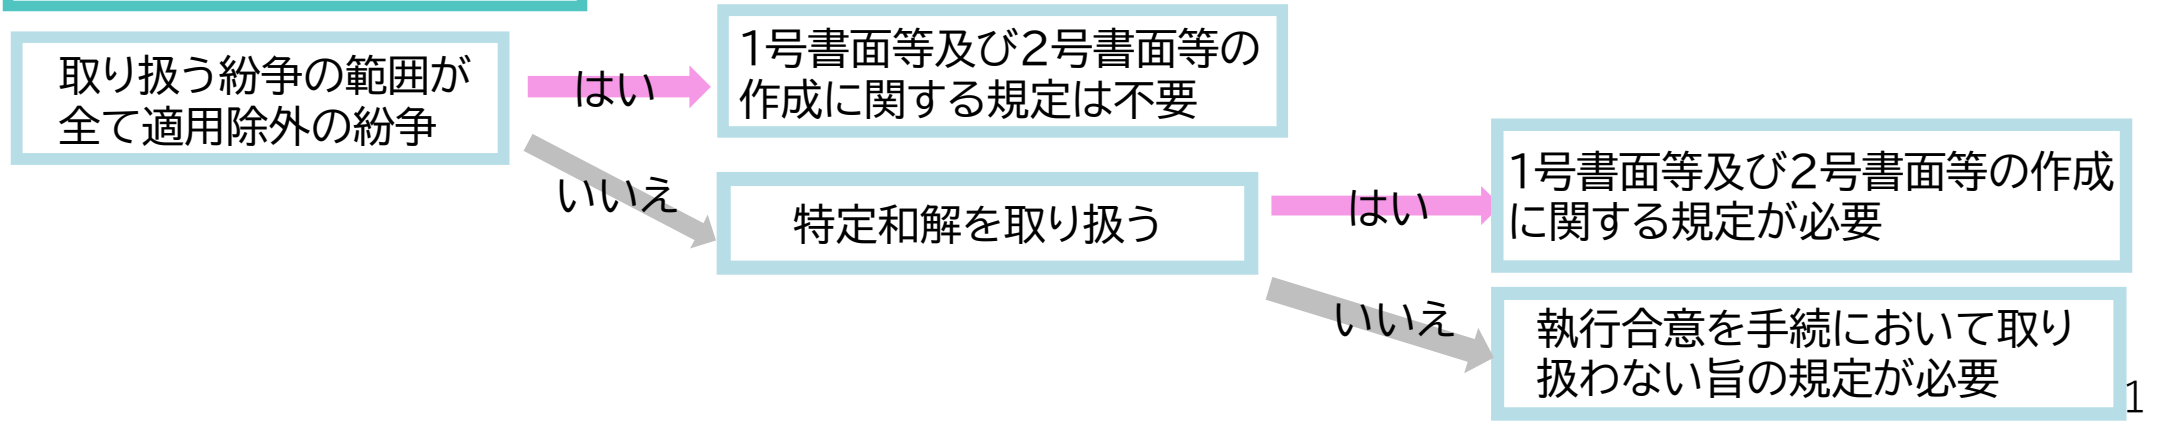 取り扱う紛争の範囲が
全て適用除外の紛争
はい
1号書面等及び2号書面等の
作成に関する規定は不要
いいえ
特定和解を取り扱う
はい
1号書面等及び2号書面等の作成
に関する規定が必要
いいえ
執行合意を手続において取り
扱わない旨の規定が必要
1